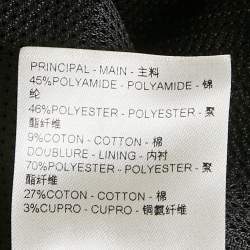 PRINCIPAL - MAIN - 主料
45%POLYAMIDE - POLYAMIDE - 锦
纶
46%POLYESTER - POLYESTER - 聚
酯纤维
9%COTON - COTTON - 棉
DOUBLURE - LINING - 内衬
70%POLYESTER - POLYESTER - 聚
酯纤维
27%COTON - COTTON - 棉
3%CUPRO - CUPRO - 铜氨纤维